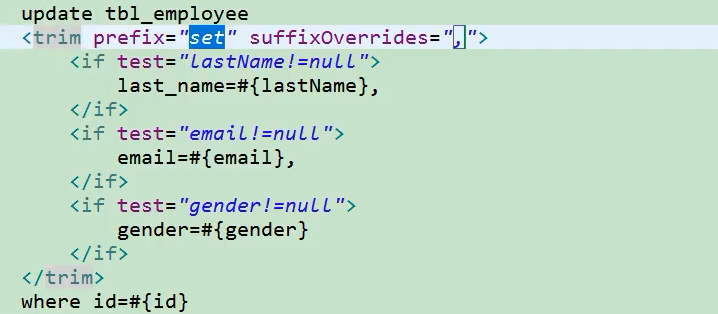 update tbl_employee
<trim prefix="set" suffixOverrides=",">
<if test="lastName!=null">
last_name=#{lastName},
</if>
<if test="email!=null">
email=#{email},
</if>
<if test="gender!=null">
gender=#{gender}
</if>
</trim>
where id=#{id}